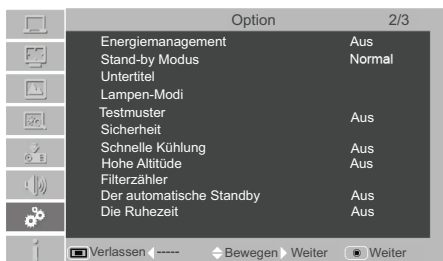 Option 2/3
Energiemanagement Aus
Stand-by Modus Normal
Untertitel
Lampen-Modi
Testmuster Aus
Sicherheit
Schnelle Kühlung Aus
Hohe Altitüde Aus
Filterzähler
Der automatische Standby Aus
Die Ruhezeit Aus
Verlassen ----- Bewegen Weiter Weiter